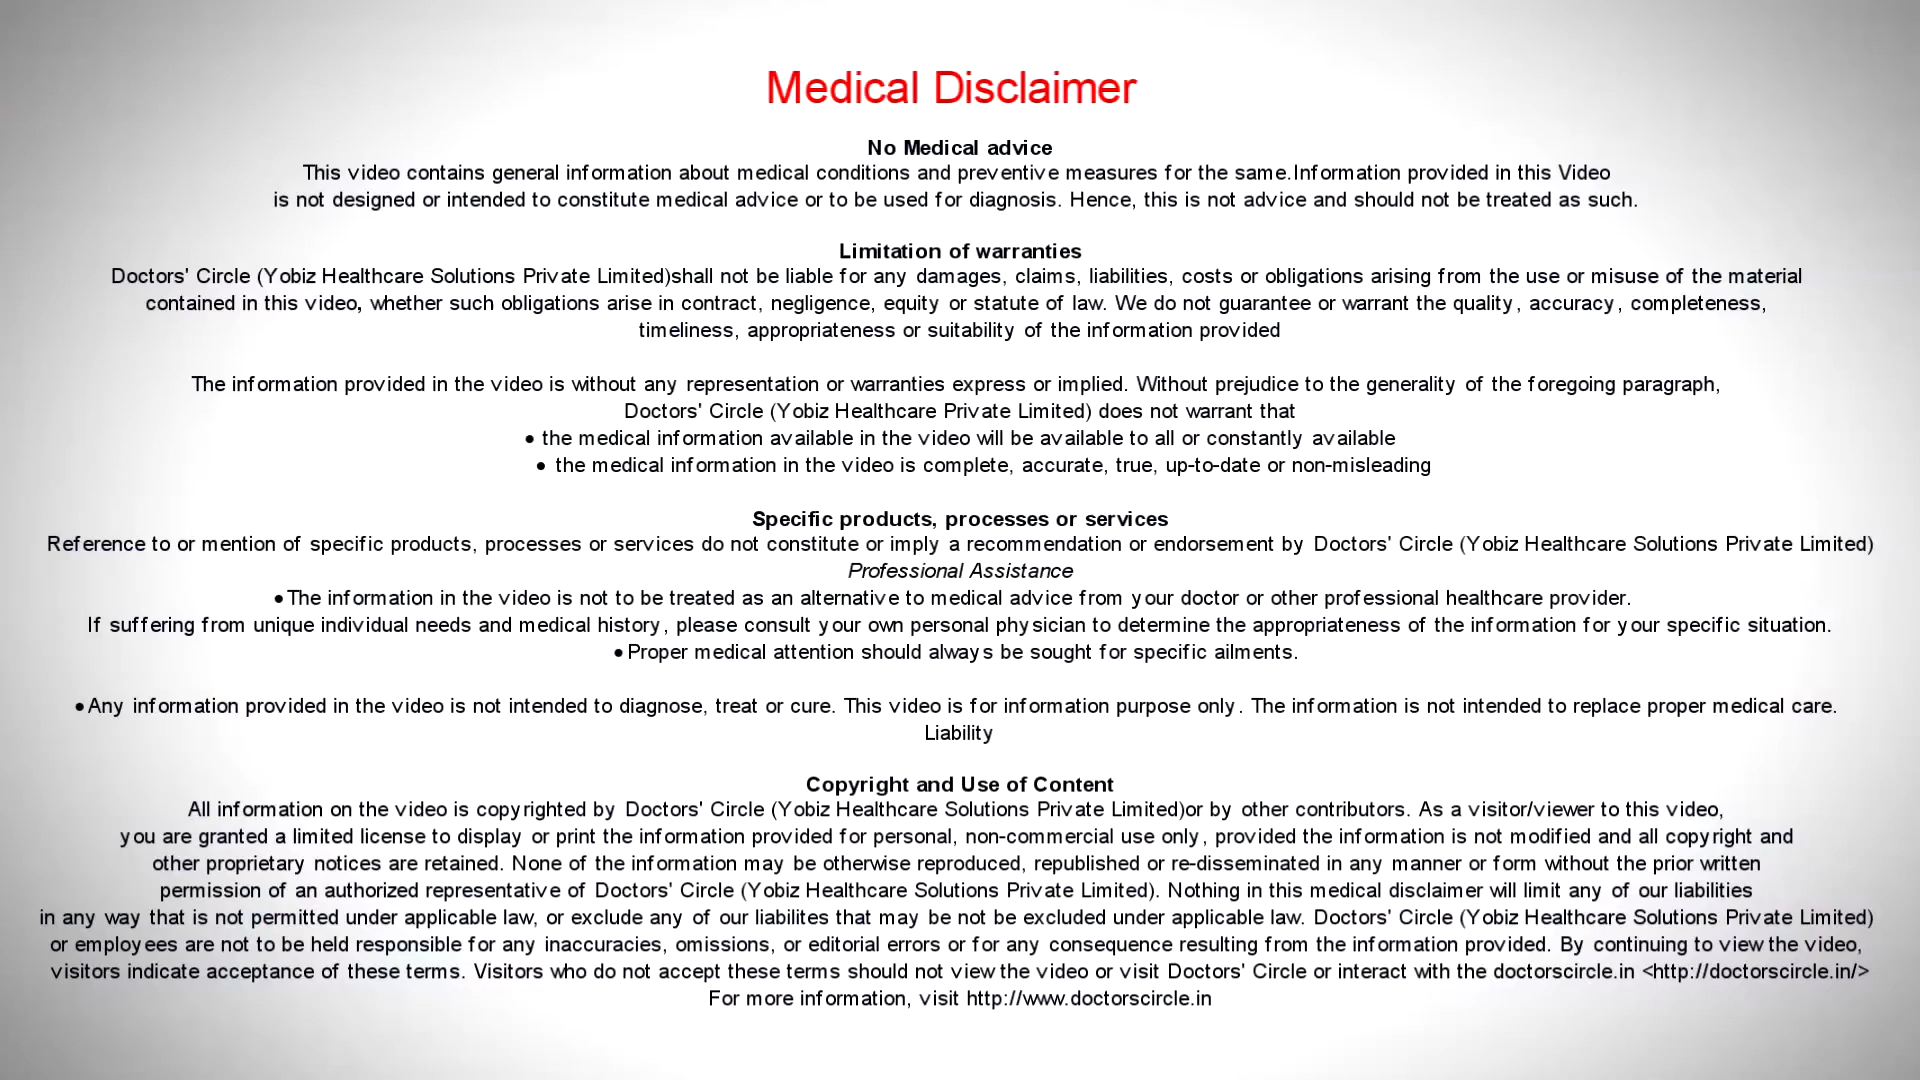 Medical Disclaimer
No Medical advice
This video contains general information about medical conditions and preventive measures for the same.Information provided in this Video
is not designed or intended to constitute medical advice or to be used for diagnosis. Hence, this is not advice and should not be treated as such.
Limitation of warranties
Doctors' Circle (Yobiz Healthcare Solutions Private Limited)shall not be liable for any damages, claims, liabilities, costs or obligations arising from the use or misuse of the material
contained in this video, whether such obligations arise in contract, negligence, equity or statute of law. We do not guarantee or warrant the quality, accuracy, completeness,
timeliness, appropriateness or suitability of the information provided
The information provided in the video is without any representation or warranties express or implied. Without prejudice to the generality of the foregoing paragraph,
Doctors' Circle (Yobiz Healthcare Private Limited) does not warrant that
• the medical information available in the video will be available to all or constantly available
• the medical information in the video is complete, accurate, true, up-to-date or non-misleading
Specific products, processes or services
Reference to or mention of specific products, processes or services do not constitute or imply a recommendation or endorsement by Doctors' Circle (Yobiz Healthcare Solutions Private Limited)
Professional Assistance
•The information in the video is not to be treated as an alternative to medical advice from your doctor or other professional healthcare provider.
If suffering from unique individual needs and medical history, please consult your own personal physician to determine the appropriateness of the information for your specific situation.
•Proper medical attention should always be sought for specific ailments.
•Any information provided in the video is not intended to diagnose, treat or cure. This video is for information purpose only. The information is not intended to replace proper medical care.
Liability
Copyright and Use of Content
All information on the video is copyrighted by Doctors' Circle (Yobiz Healthcare Solutions Private Limited)or by other contributors. As a visitor/viewer to this video,
you are granted a limited license to display or print the information provided for personal, non-commercial use only, provided the information is not modified and all copyright and
other proprietary notices are retained. None of the information may be otherwise reproduced, republished or re-disseminated in any manner or form without the prior written
permission of an authorized representative of Doctors' Circle (Yobiz Healthcare Solutions Private Limited). Nothing in this medical disclaimer will limit any of our liabilities
in any way that is not permitted under applicable law, or exclude any of our liabilites that may be not be excluded under applicable law. Doctors' Circle (Yobiz Healthcare Solutions Private Limited)
or employees are not to be held responsible for any inaccuracies, omissions, or editorial errors or for any consequence resulting from the information provided. By continuing to view the video,
visitors indicate acceptance of these terms. Visitors who do not accept these terms should not view the video or visit Doctors' Circle or interact with the doctorscircle.in <http://doctorscircle.in/>
For more information, visit http://www.doctorscircle.in